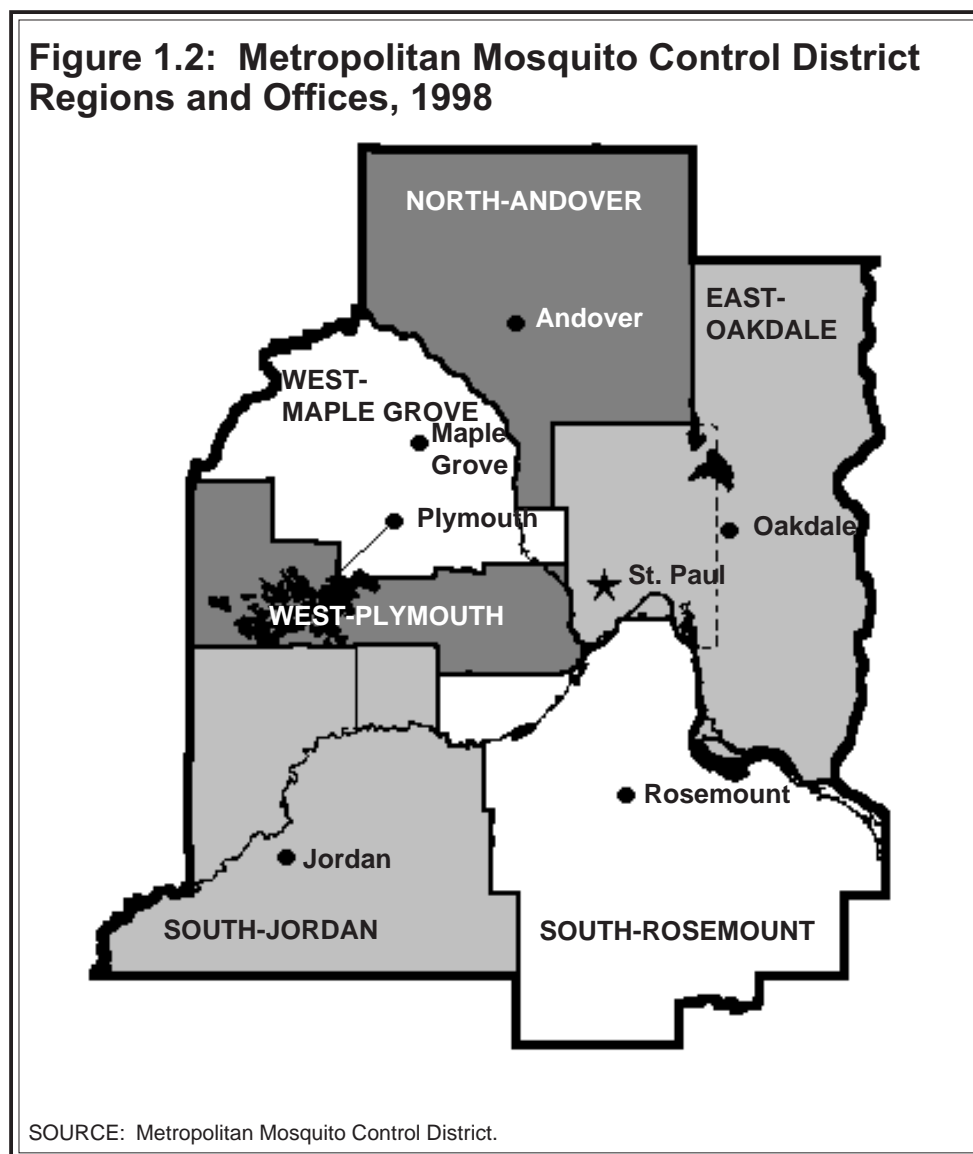 Figure 1.2: Metropolitan Mosquito Control District
Regions and Offices, 1998
NORTH-ANDOVER
Andover
EAST-
OAKDALE
WEST-
MAPLE GROVE
Maple
Grove
Plymouth
Oakdale
St. Paul
WEST-PLYMOUTH
Rosemount
Jordan
SOUTH-JORDAN
SOUTH-ROSEMOUNT
SOURCE: Metropolitan Mosquito Control District.